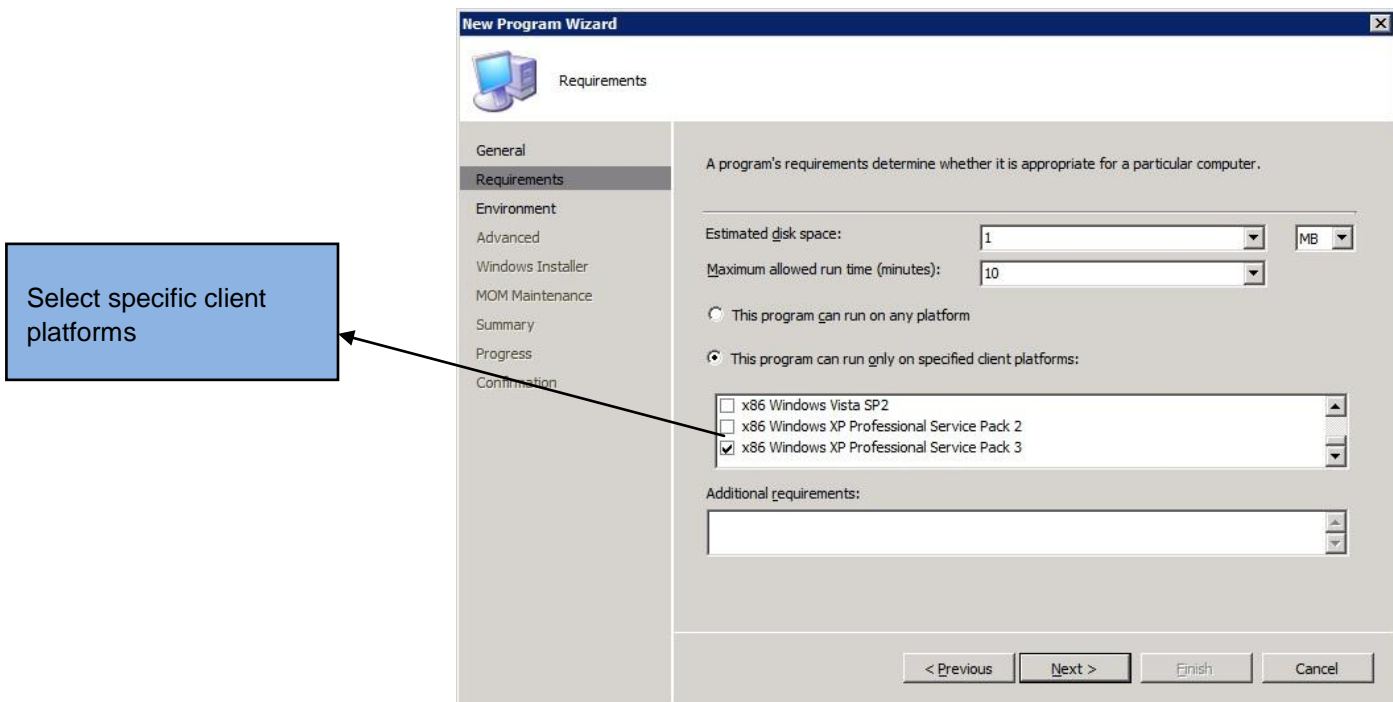 New Program Wizard
Requirements
General
Requirements
Environment
Advanced
Windows Installer
MOM Maintenance
Summary
Progress
Confirmation
Select specific client
platforms
A program's requirements determine whether it is appropriate for a particular computer.
Estimated disk space:
1
MB
Maximum allowed run time (minutes):
10
This program can run on any platform
This program can run only on specified client platforms:
x86 Windows Vista SP2
x86 Windows XP Professional Service Pack 2
x86 Windows XP Professional Service Pack 3
Additional requirements:
< Previous
Next >
Finish
Cancel